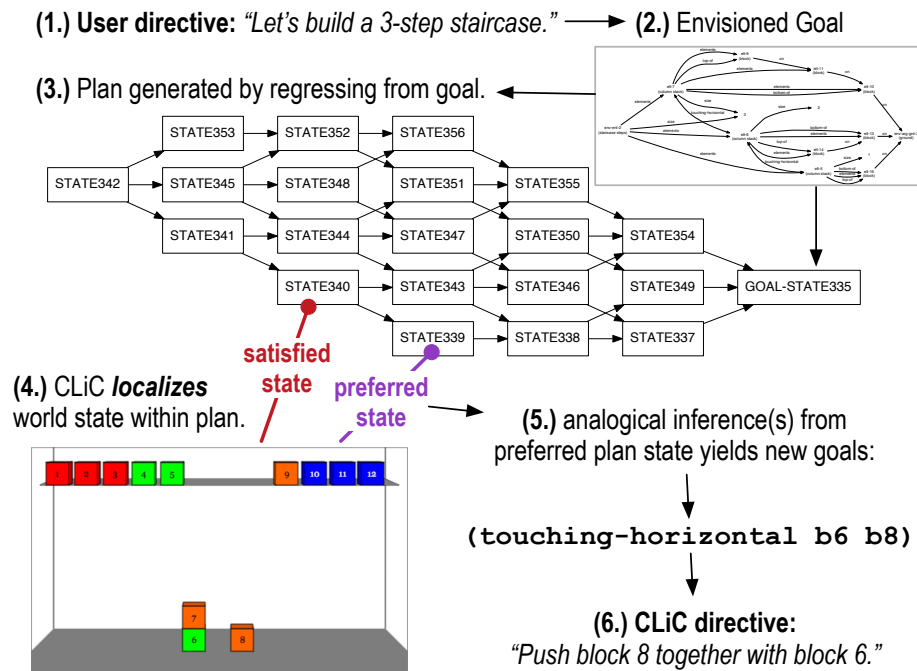 (1.) User directive: “Let’s build a 3-step staircase.”
(2.) Envisioned Goal
(3.) Plan generated by regressing from goal.
STATE353 STATE352 STATE356
STATE342 STATE345 STATE348 STATE351 STATE355
STATE341 STATE344 STATE347 STATE350 STATE354
STATE340 STATE343 STATE346 STATE349 GOAL-STATE335
STATE339 STATE338 STATE337
satisfied
state
preferred
state
(4.) CLiC localizes
world state within plan.
1 2 3 4 5 9 10 11 12
7
6 8
(5.) analogical inference(s) from
preferred plan state yields new goals:
(touching-horizontal b6 b8)
(6.) CLiC directive:
“Push block 8 together with block 6.”